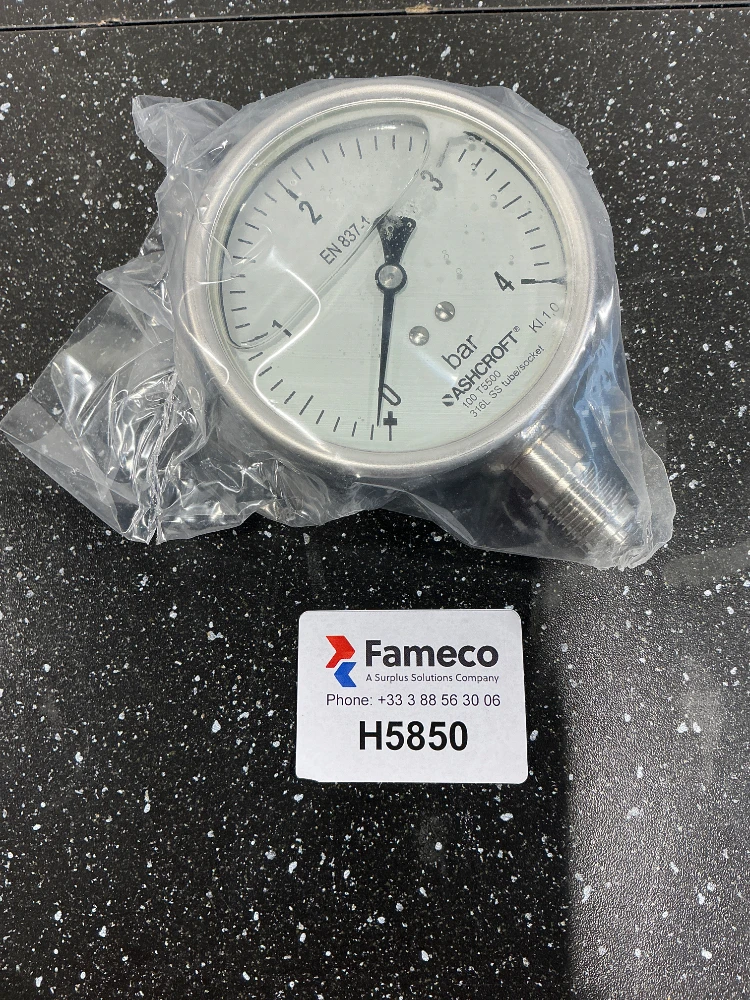 0
1
2
3
4
EN 837-1
bar
ASHCROFT®
Kl.1,0
100 T5500
316L SS tube/socket
Fameco
A Surplus Solutions Company
Phone: +33 3 88 56 30 06
H5850